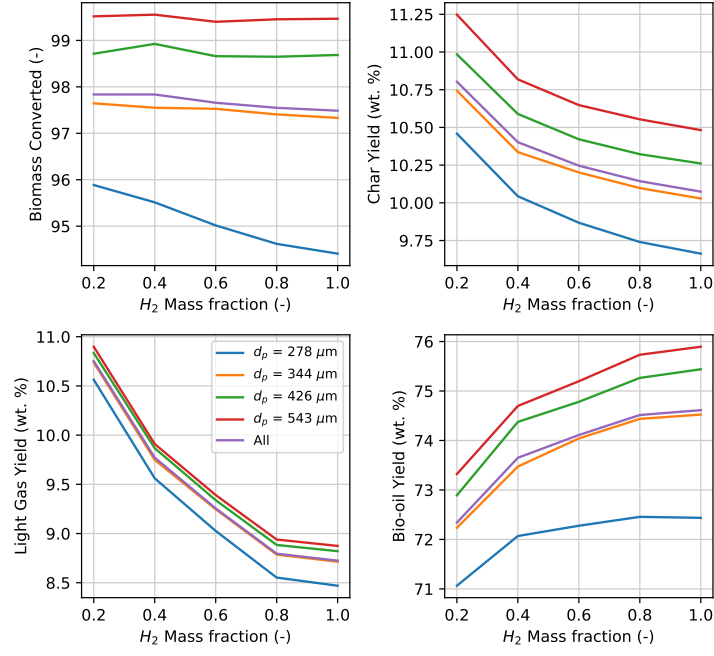 Biomass Converted (-)
99
98
97
96
95
0.2 0.4 0.6 0.8 1.0
H₂ Mass fraction (-)
Char Yield (wt. %)
11.25
11.00
10.75
10.50
10.25
10.00
9.75
0.2 0.4 0.6 0.8 1.0
H₂ Mass fraction (-)
Light Gas Yield (wt. %)
11.0
10.5
10.0
9.5
9.0
8.5
dₚ = 278 μm
dₚ = 344 μm
dₚ = 426 μm
dₚ = 543 μm
All
0.2 0.4 0.6 0.8 1.0
H₂ Mass fraction (-)
Bio-oil Yield (wt. %)
76
75
74
73
72
71
0.2 0.4 0.6 0.8 1.0
H₂ Mass fraction (-)